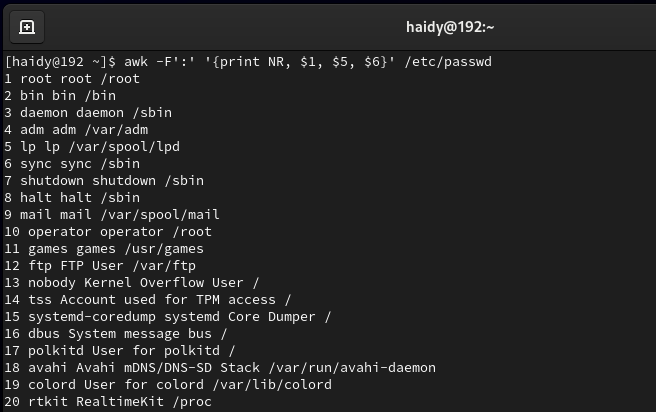 haidy@192:~
[haidy@192 ~]$ awk -F':' '{print NR, $1, $5, $6}' /etc/passwd
1 root root /root
2 bin bin /bin
3 daemon daemon /sbin
4 adm adm /var/adm
5 lp lp /var/spool/lpd
6 sync sync /sbin
7 shutdown shutdown /sbin
8 halt halt /sbin
9 mail mail /var/spool/mail
10 operator operator /root
11 games games /usr/games
12 ftp FTP User /var/ftp
13 nobody Kernel Overflow User /
14 tss Account used for TPM access /
15 systemd-coredump systemd Core Dumper /
16 dbus System message bus /
17 polkitd User for polkitd /
18 avahi Avahi mDNS/DNS-SD Stack /var/run/avahi-daemon
19 colord User for colord /var/lib/colord
20 rtkit RealtimeKit /proc